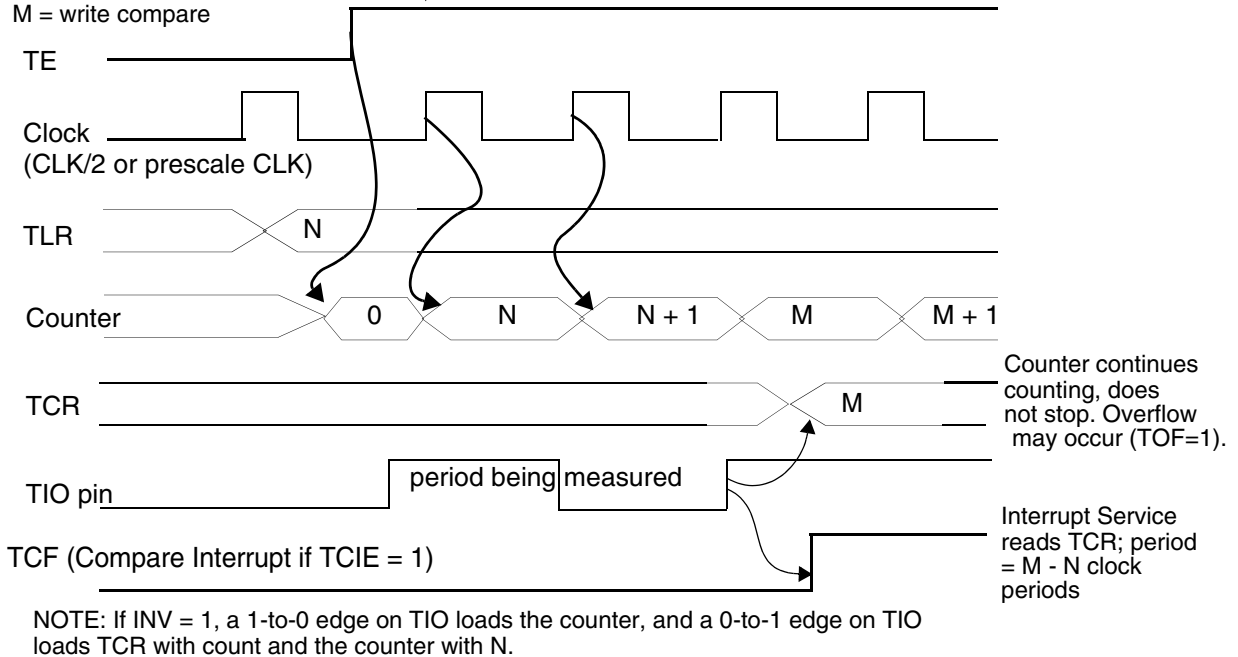 M = write compare
TE
Clock
(CLK/2 or prescale CLK)
TLR
N
Counter
0
N
N + 1
M
M + 1
TCR
M
Counter continues
counting, does
not stop. Overflow
may occur (TOF=1).
TIO pin
period being measured
Interrupt Service
reads TCR; period
= M - N clock
periods
TCF (Compare Interrupt if TCIE = 1)
NOTE: If INV = 1, a 1-to-0 edge on TIO loads the counter, and a 0-to-1 edge on TIO
loads TCR with count and the counter with N.